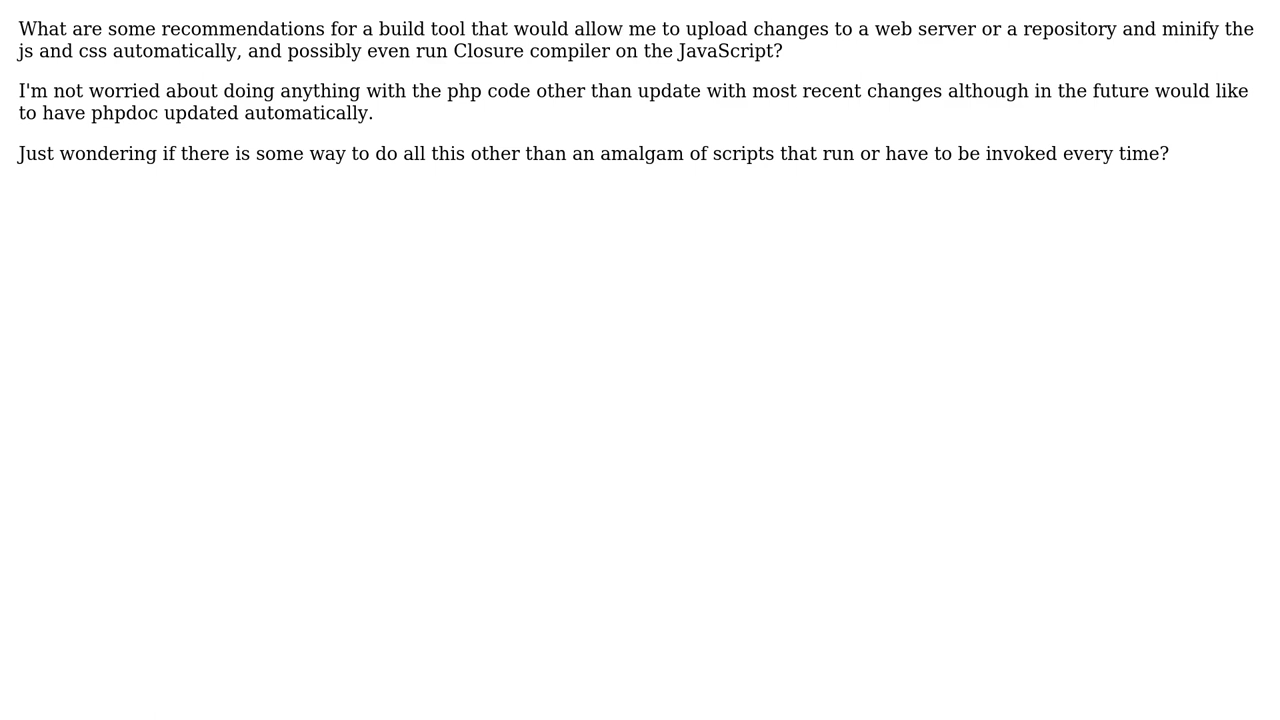 What are some recommendations for a build tool that would allow me to upload changes to a web server or a repository and minify the
js and css automatically, and possibly even run Closure compiler on the JavaScript?
I'm not worried about doing anything with the php code other than update with most recent changes although in the future would like
to have phpdoc updated automatically.
Just wondering if there is some way to do all this other than an amalgam of scripts that run or have to be invoked every time?